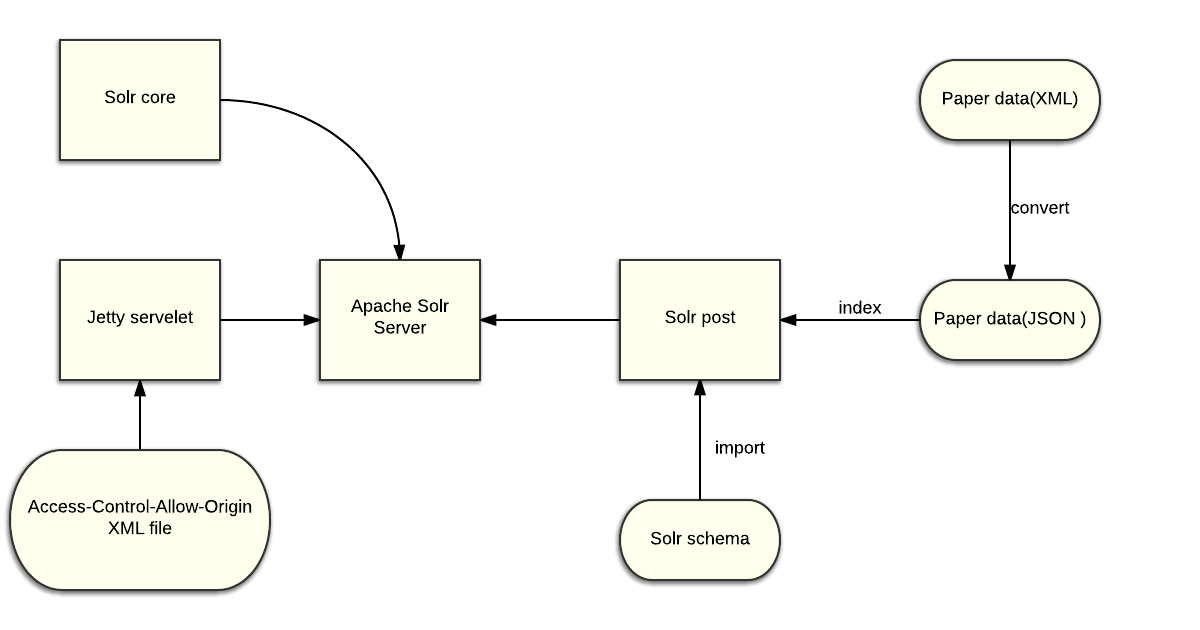 Solr core
Paper data(XML)
convert
Jetty servelet
Apache Solr
Server
Solr post
index
Paper data(JSON )
import
Access-Control-Allow-Origin
XML file
Solr schema